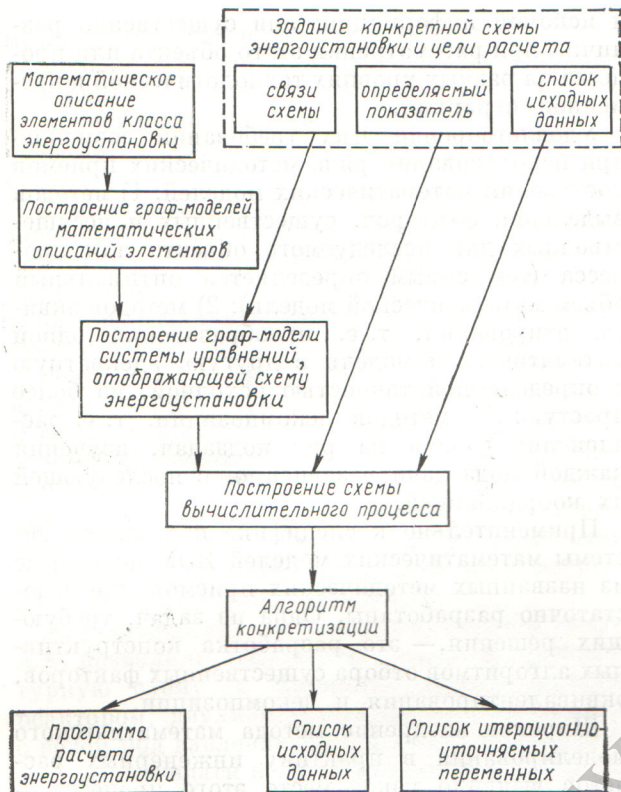 Задание конкретной схемы
энергоустановки и цели расчета
связи
схемы
определяемый
показатель
список
исходных
данных
Математическое
описание
элементов класса
энергоустановки
Построение граф-моделей
математических
описаний элементов
Построение граф-модели
системы уравнений,
отображающей схему
энергоустановки
Построение схемы
вычислительного процесса
Алгоритм
конкретизации
Программа
расчета
энергоустановки
Список
исходных
данных
Список итерационно-
уточняемых
переменных